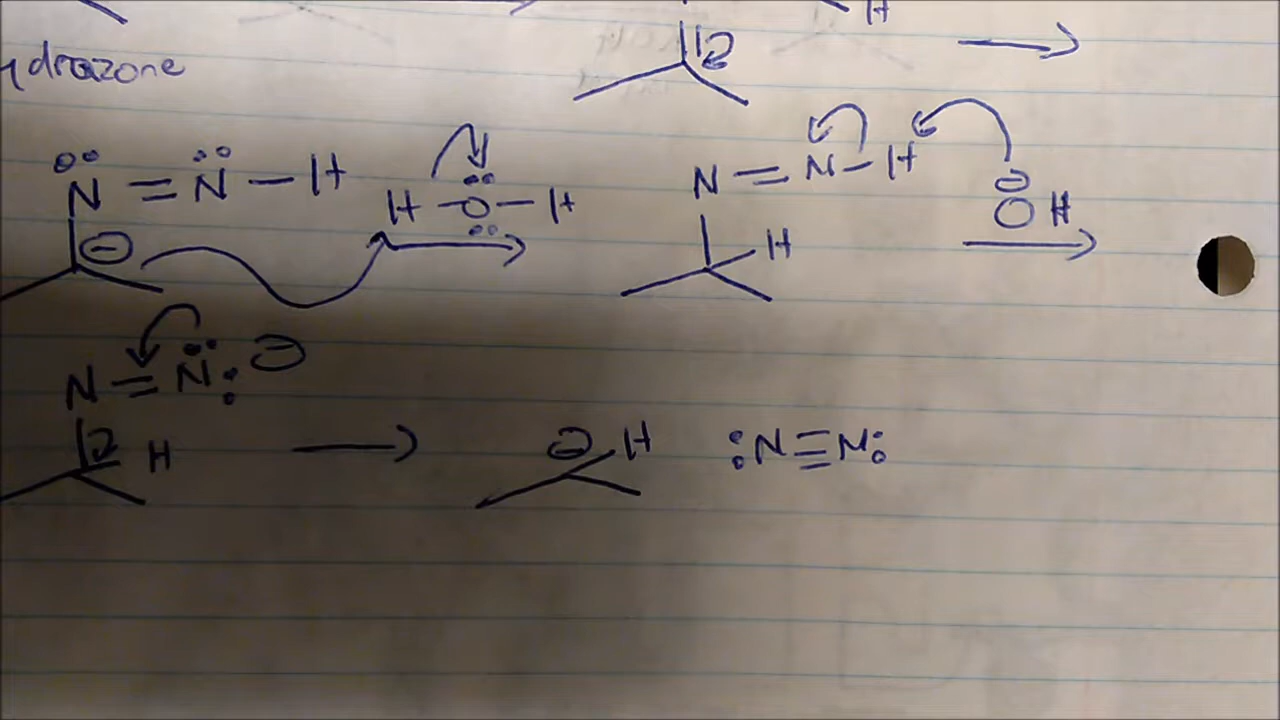 H
ydrazone
N = N - H H - O - H N = N - H ⊖ OH
⊖ H
N = N ⊖
H ⊖ H :N≡N: